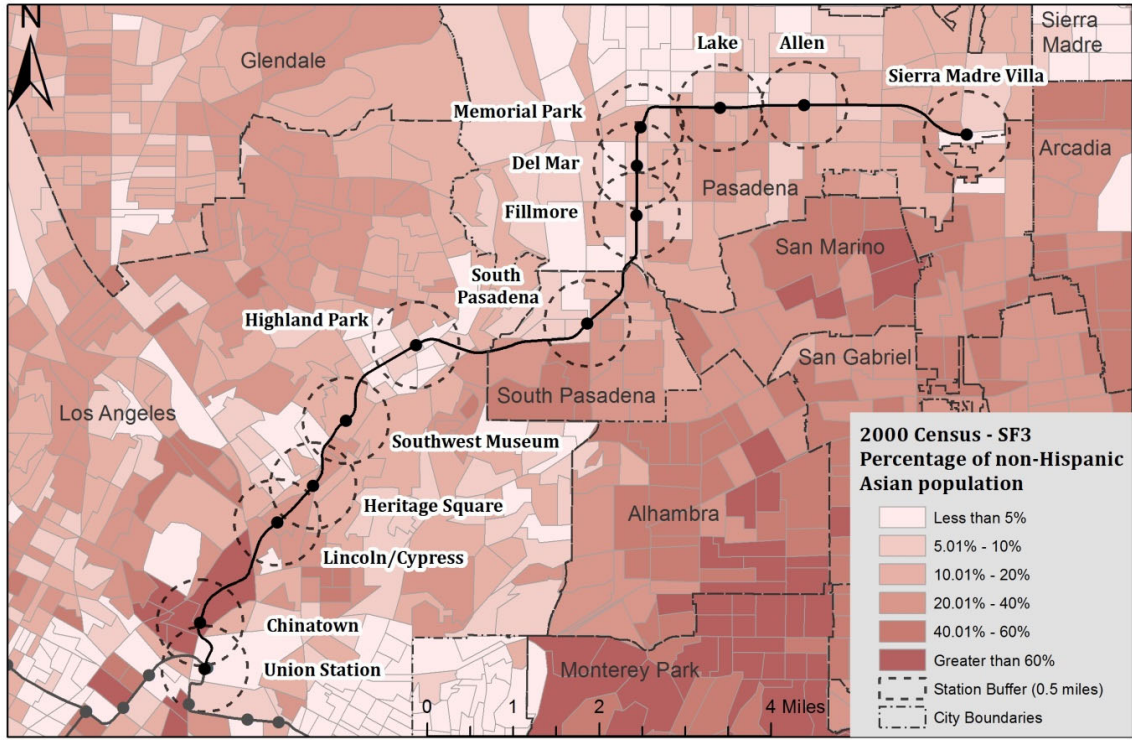 N
Glendale
Lake
Allen
Sierra
Madre
Sierra Madre Villa
Memorial Park
Arcadia
Del Mar
Pasadena
Fillmore
San Marino
South
Pasadena
Highland Park
San Gabriel
South Pasadena
Los Angeles
Southwest Museum
Heritage Square
Alhambra
Lincoln/Cypress
Chinatown
Union Station
Monterey Park
0
1
2
4 Miles
2000 Census - SF3
Percentage of non-Hispanic
Asian population
Less than 5%
5.01% - 10%
10.01% - 20%
20.01% - 40%
40.01% - 60%
Greater than 60%
Station Buffer (0.5 miles)
City Boundaries